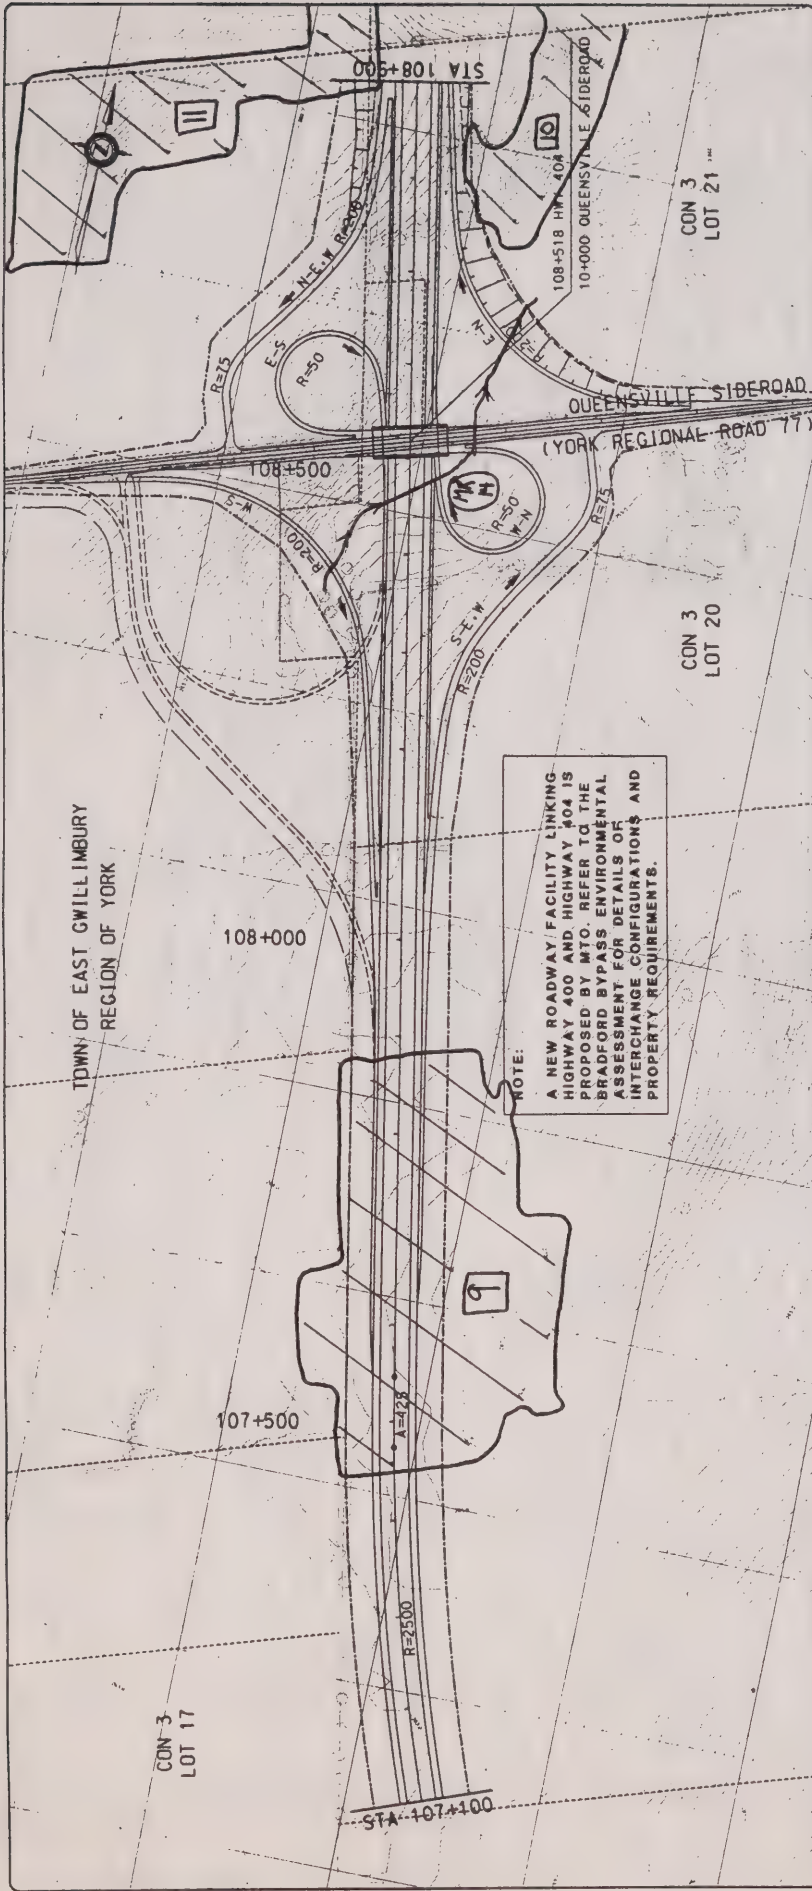 STA 108+900
11
N
10
108+518 HWY 404
10+000 QUEENSVILLE SIDEROAD
CON 3
LOT 21
N-E,W R=200
R=75
E-S
R=50
E-N
QUEENSVILLE SIDEROAD
(YORK REGIONAL ROAD 77)
108+500
W-S
R=200
R=50
W-N
R=75
S-E,W
R=200
CON 3
LOT 20
TOWN OF EAST GWILLIMBURY
REGION OF YORK
108+000
NOTE:
A NEW ROADWAY FACILITY LINKING
HIGHWAY 400 AND HIGHWAY 404 IS
PROPOSED BY MTO. REFER TO THE
BRADFORD BYPASS ENVIRONMENTAL
ASSESSMENT FOR DETAILS OF
INTERCHANGE CONFIGURATIONS AND
PROPERTY REQUIREMENTS.
9
107+500
A=428
R=2500
CON 3
LOT 17
STA 107+100